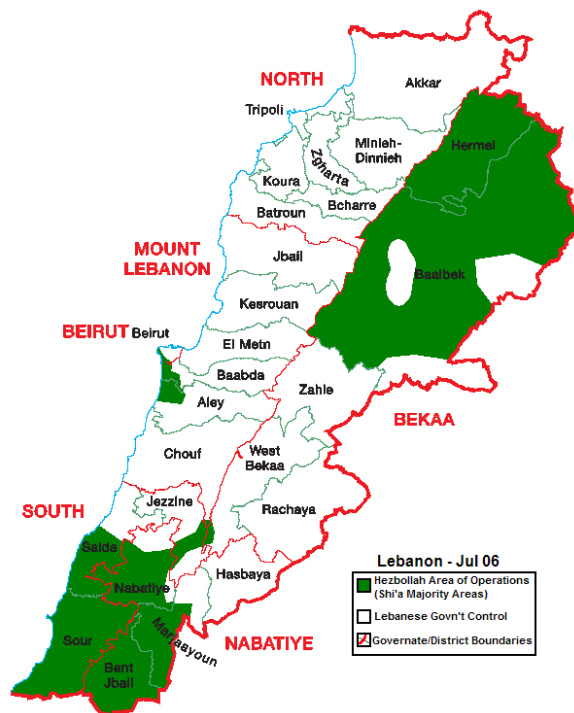 NORTH
Akkar
Tripoli
Minieh-
Dinnieh
Zgharta
Hermel
Koura
Bcharre
Batroun
MOUNT
LEBANON
Jbail
Baalbek
Kesrouan
BEIRUT
Beirut
El Metn
Baabda
Zahle
Aley
BEKAA
Chouf
West
Bekaa
Jezzine
SOUTH
Rachaya
Saida
Hasbaya
Nabatiye
Sour
Marjaayoun
NABATIYE
Bent
Jbail
Lebanon - Jul 06
Hezbollah Area of Operations
(Shi'a Majority Areas)
Lebanese Govn't Control
Governate/District Boundaries